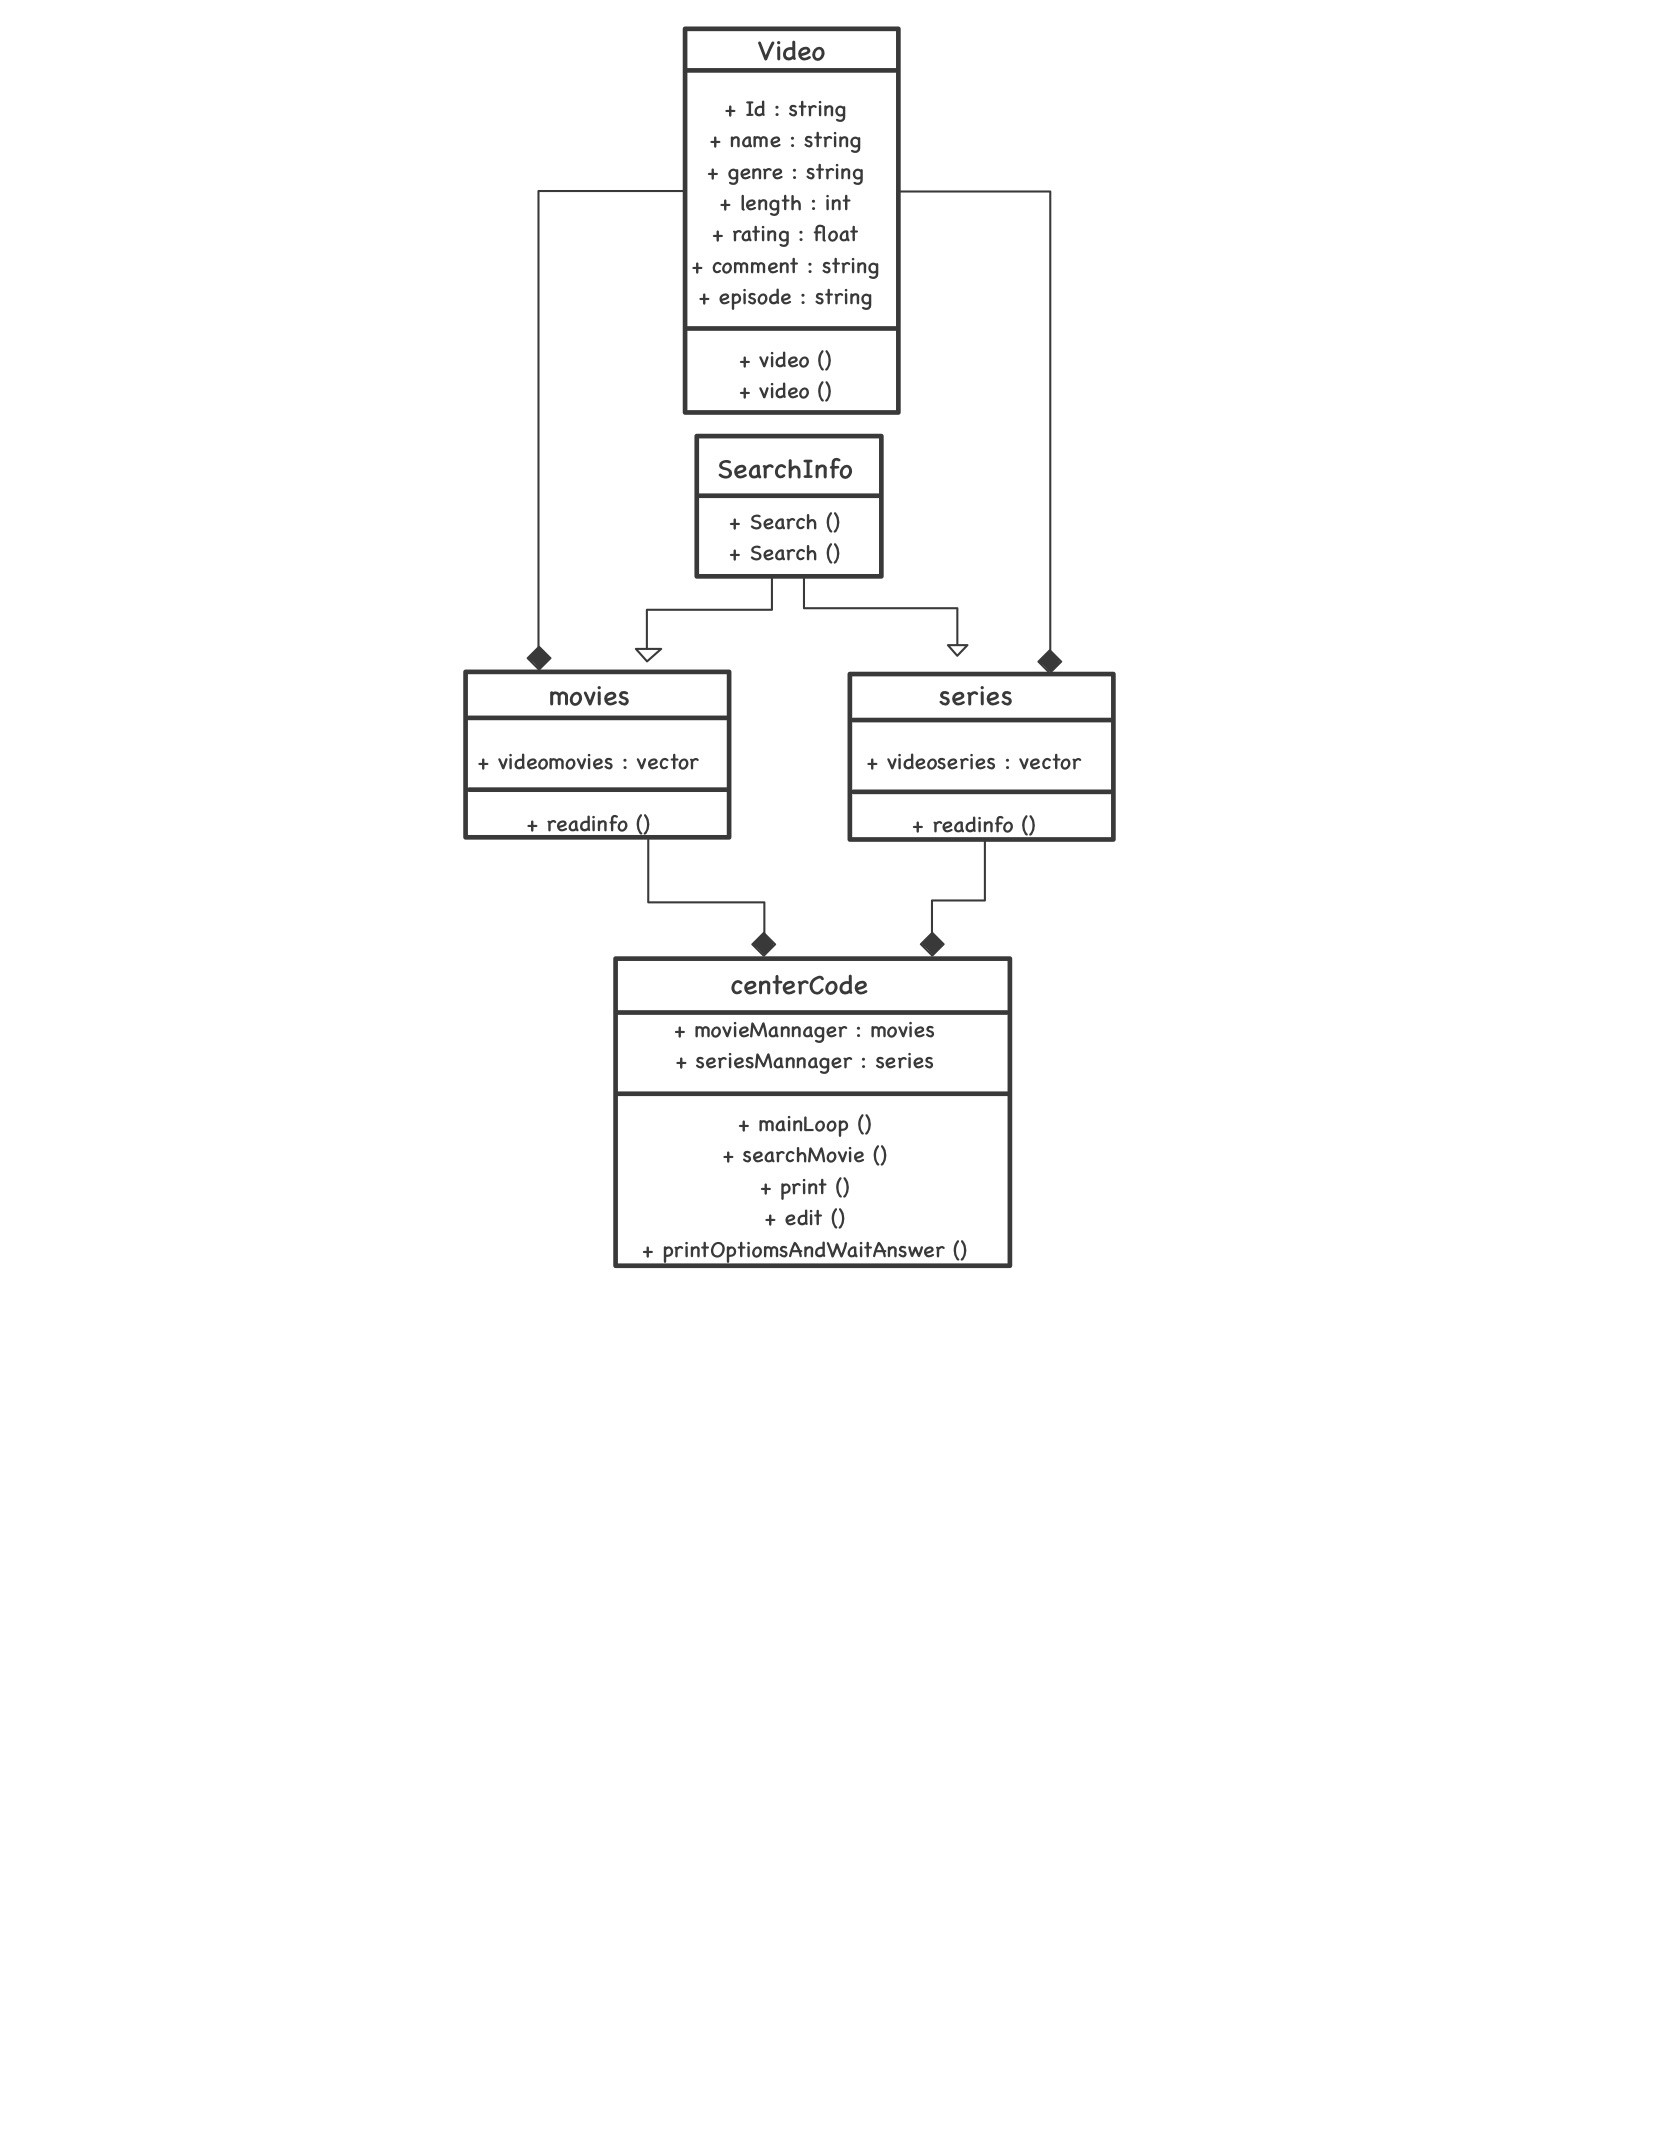 Video
+ Id : string
+ name : string
+ genre : string
+ length : int
+ rating : float
+ comment : string
+ episode : string
+ video ()
+ video ()
SearchInfo
+ Search ()
+ Search ()
movies
+ videomovies : vector
+ readinfo ()
series
+ videoseries : vector
+ readinfo ()
centerCode
+ movieMannager : movies
+ seriesMannager : series
+ mainLoop ()
+ searchMovie ()
+ print ()
+ edit ()
+ printOptiomsAndWaitAnswer ()